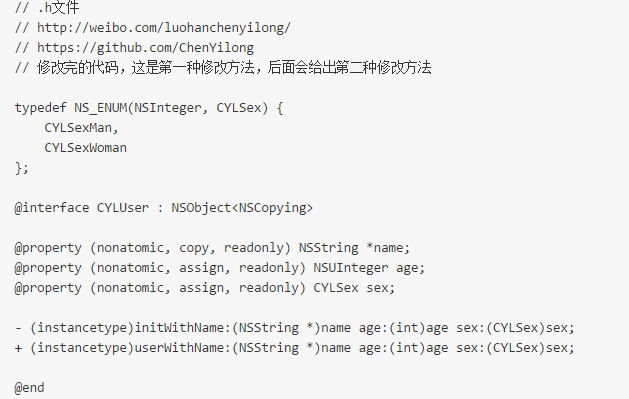 // .h文件
// http://weibo.com/luohanchenyilong/
// https://github.com/ChenYilong
// 修改完的代码，这是第一种修改方法，后面会给出第二种修改方法
typedef NS_ENUM(NSInteger, CYLSex) {
    CYLSexMan,
    CYLSexWoman
};
@interface CYLUser : NSObject<NSCopying>
@property (nonatomic, copy, readonly) NSString *name;
@property (nonatomic, assign, readonly) NSUInteger age;
@property (nonatomic, assign, readonly) CYLSex sex;
- (instancetype)initWithName:(NSString *)name age:(int)age sex:(CYLSex)sex;
+ (instancetype)userWithName:(NSString *)name age:(int)age sex:(CYLSex)sex;
@end